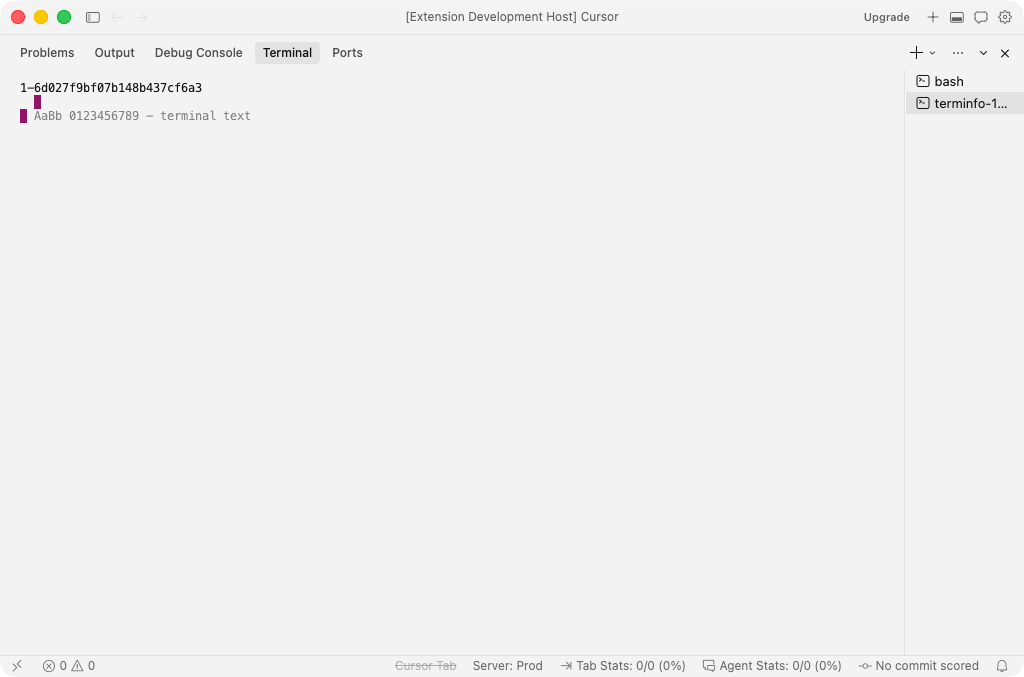 [Extension Development Host] Cursor
Upgrade
Problems Output Debug Console Terminal Ports
1-6d027f9bf07b148b437cf6a3
AaBb 0123456789 - terminal text
bash
terminfo-1...
0 0 Cursor Tab Server: Prod Tab Stats: 0/0 (0%) Agent Stats: 0/0 (0%) No commit scored